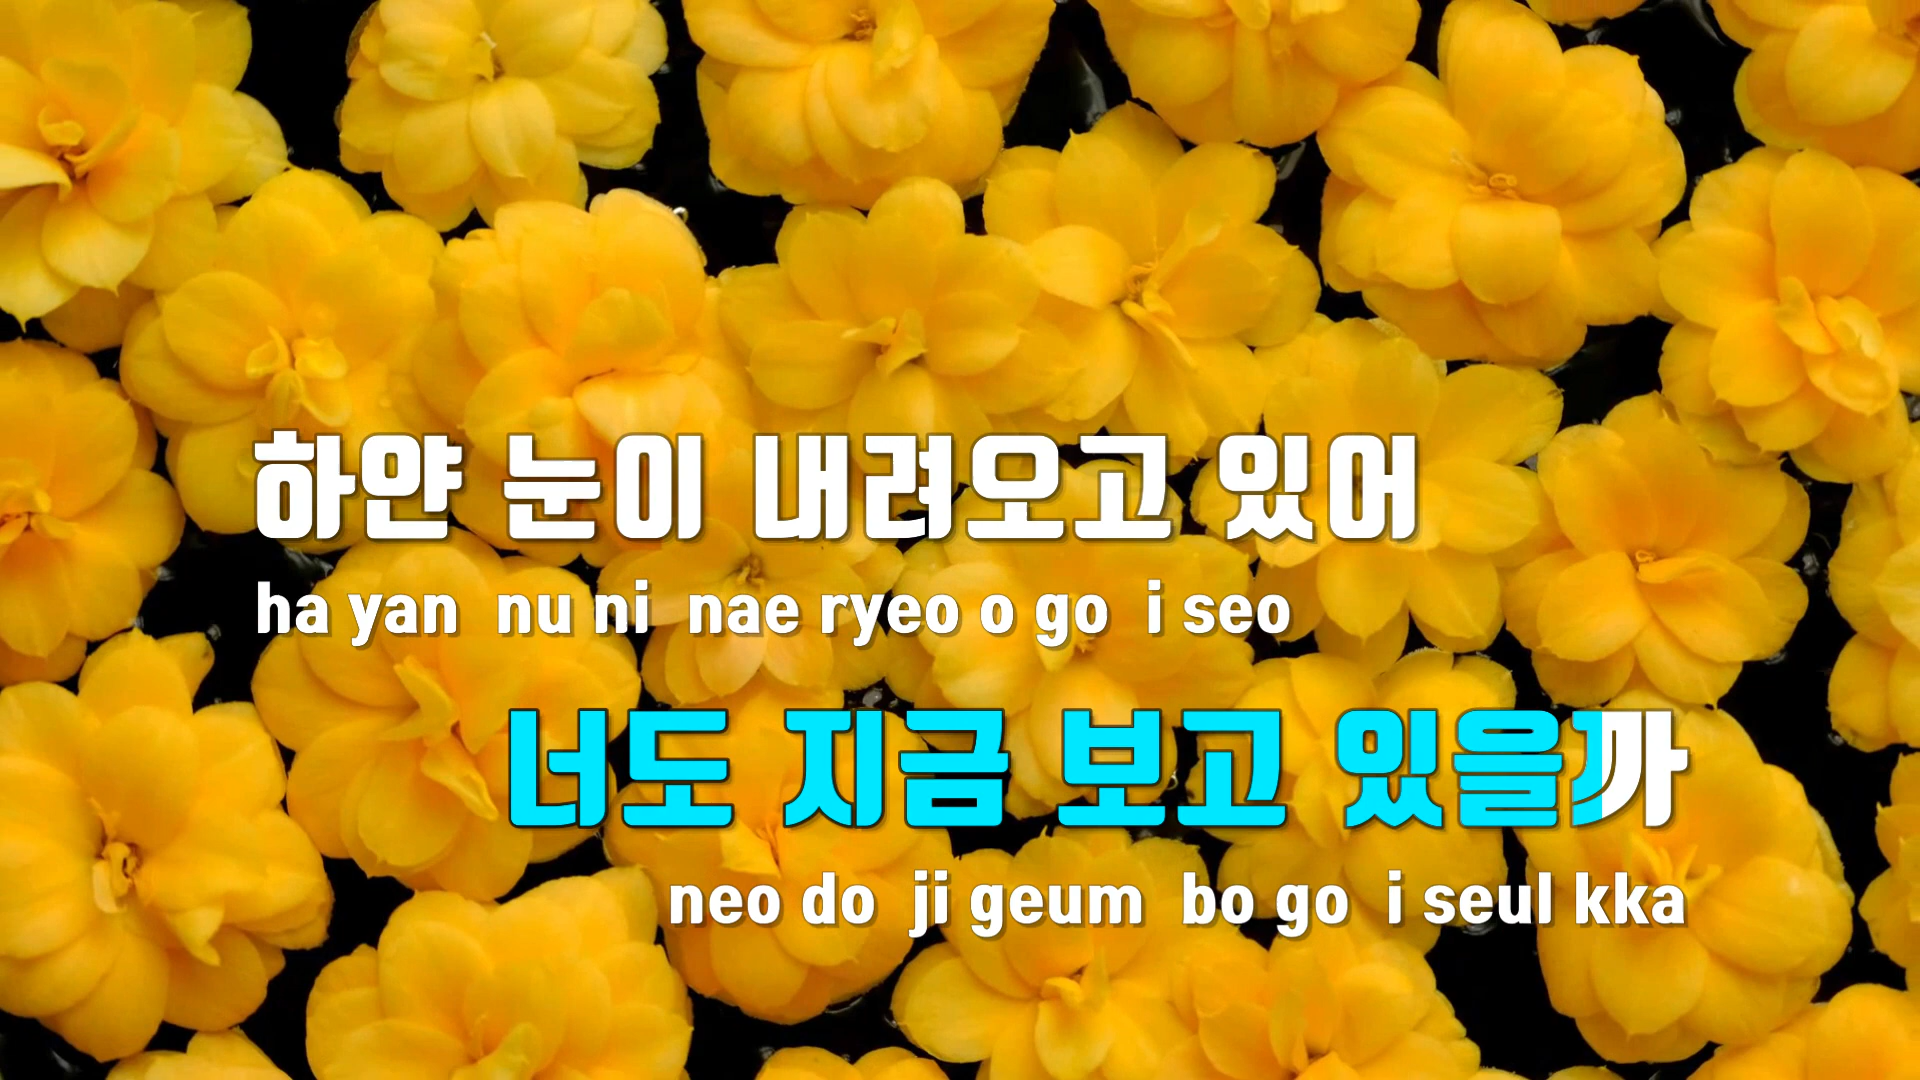 하얀 눈이 내려오고 있어
ha yan nu ni nae ryeo o go i seo
너도 지금 보고 있을까
neo do ji geum bo go i seul kka